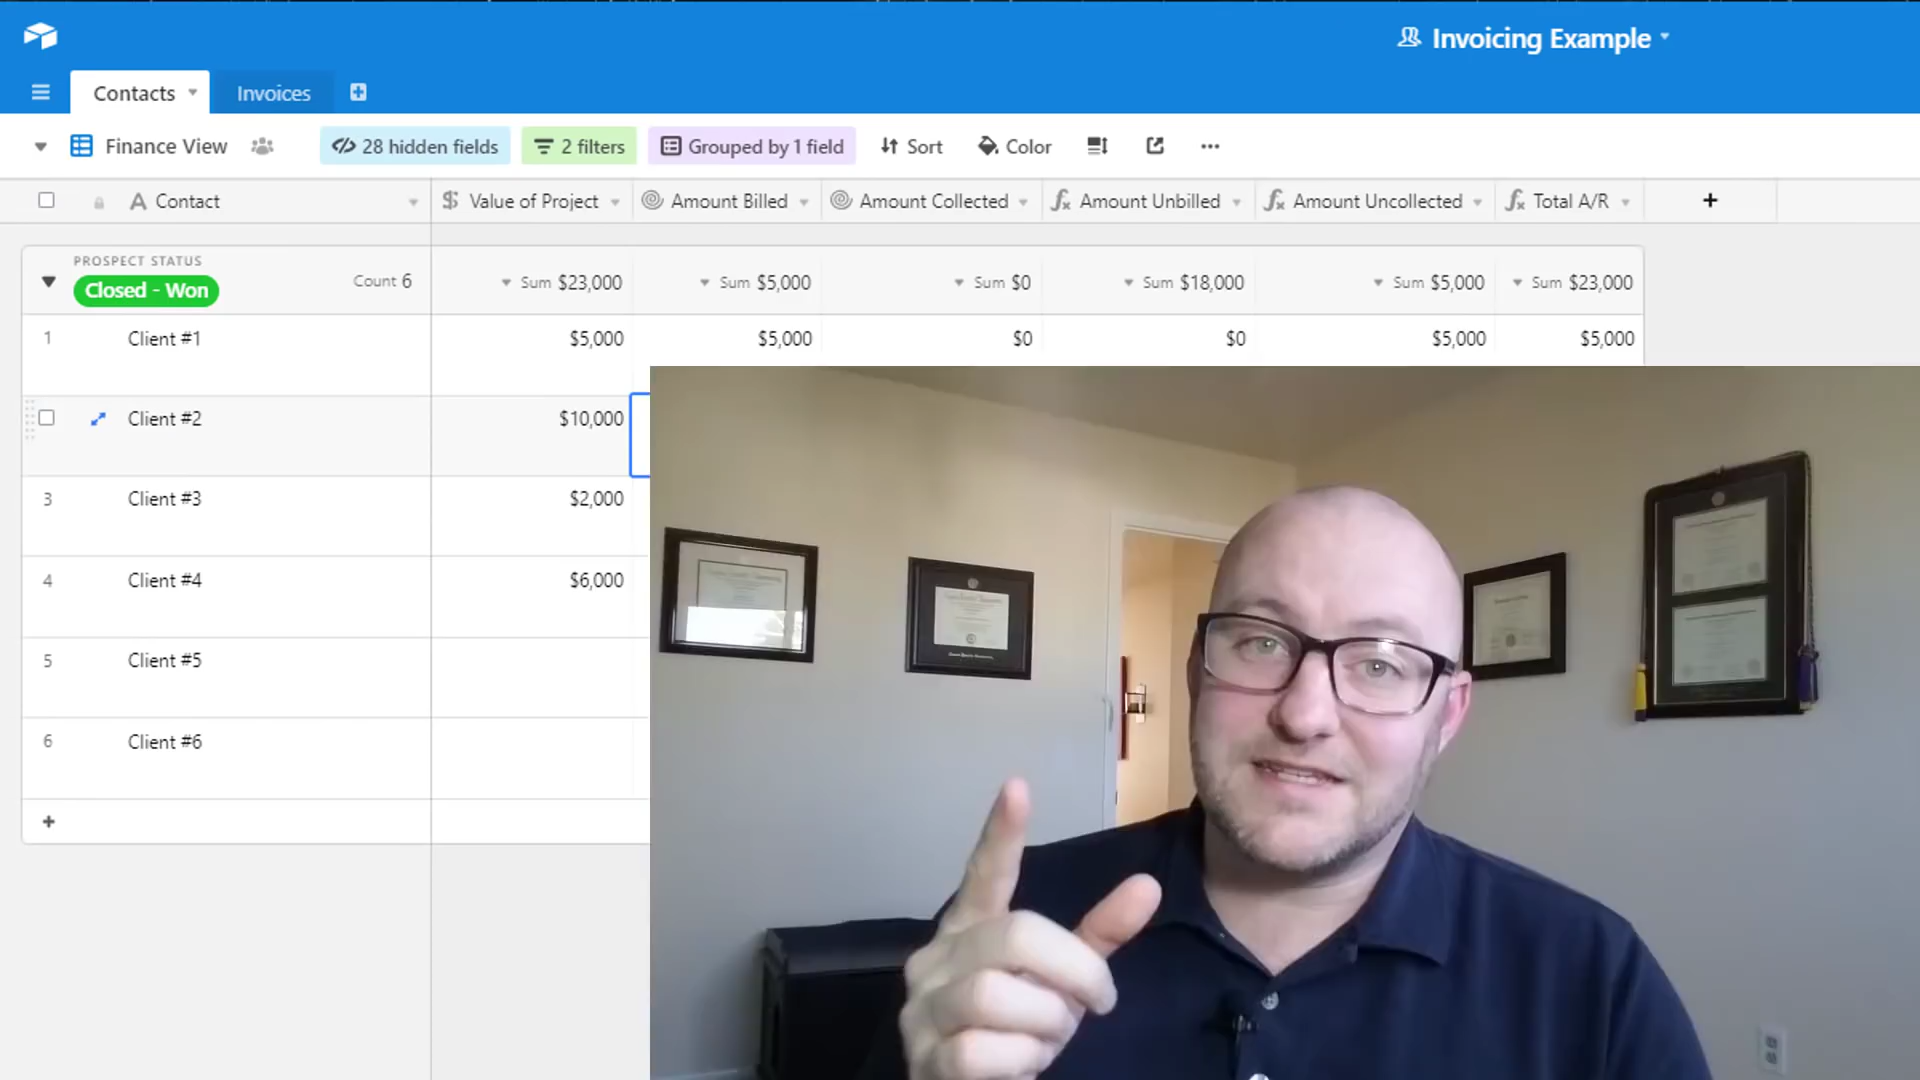 Invoicing Example
Contacts Invoices
Finance View 28 hidden fields 2 filters Grouped by 1 field Sort Color
Contact Value of Project Amount Billed Amount Collected Amount Unbilled Amount Uncollected Total A/R
PROSPECT STATUS
Closed - Won Count 6 Sum $23,000 Sum $5,000 Sum $0 Sum $18,000 Sum $5,000 Sum $23,000
1 Client #1 $5,000 $5,000 $0 $0 $5,000 $5,000
Client #2 $10,000
3 Client #3 $2,000
4 Client #4 $6,000
5 Client #5
6 Client #6